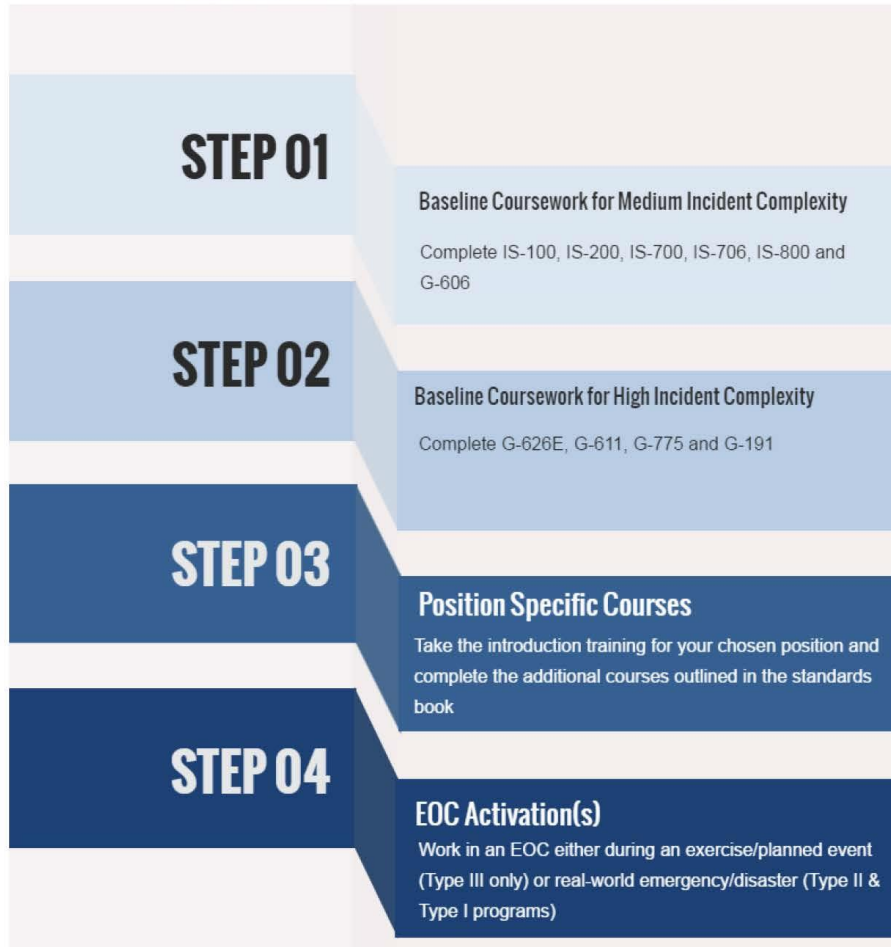 STEP 01
Baseline Coursework for Medium Incident Complexity
Complete IS-100, IS-200, IS-700, IS-706, IS-800 and
G-606
STEP 02
Baseline Coursework for High Incident Complexity
Complete G-626E, G-611, G-775 and G-191
STEP 03
Position Specific Courses
Take the introduction training for your chosen position and
complete the additional courses outlined in the standards
book
STEP 04
EOC Activation(s)
Work in an EOC either during an exercise/planned event
(Type III only) or real-world emergency/disaster (Type II &
Type I programs)